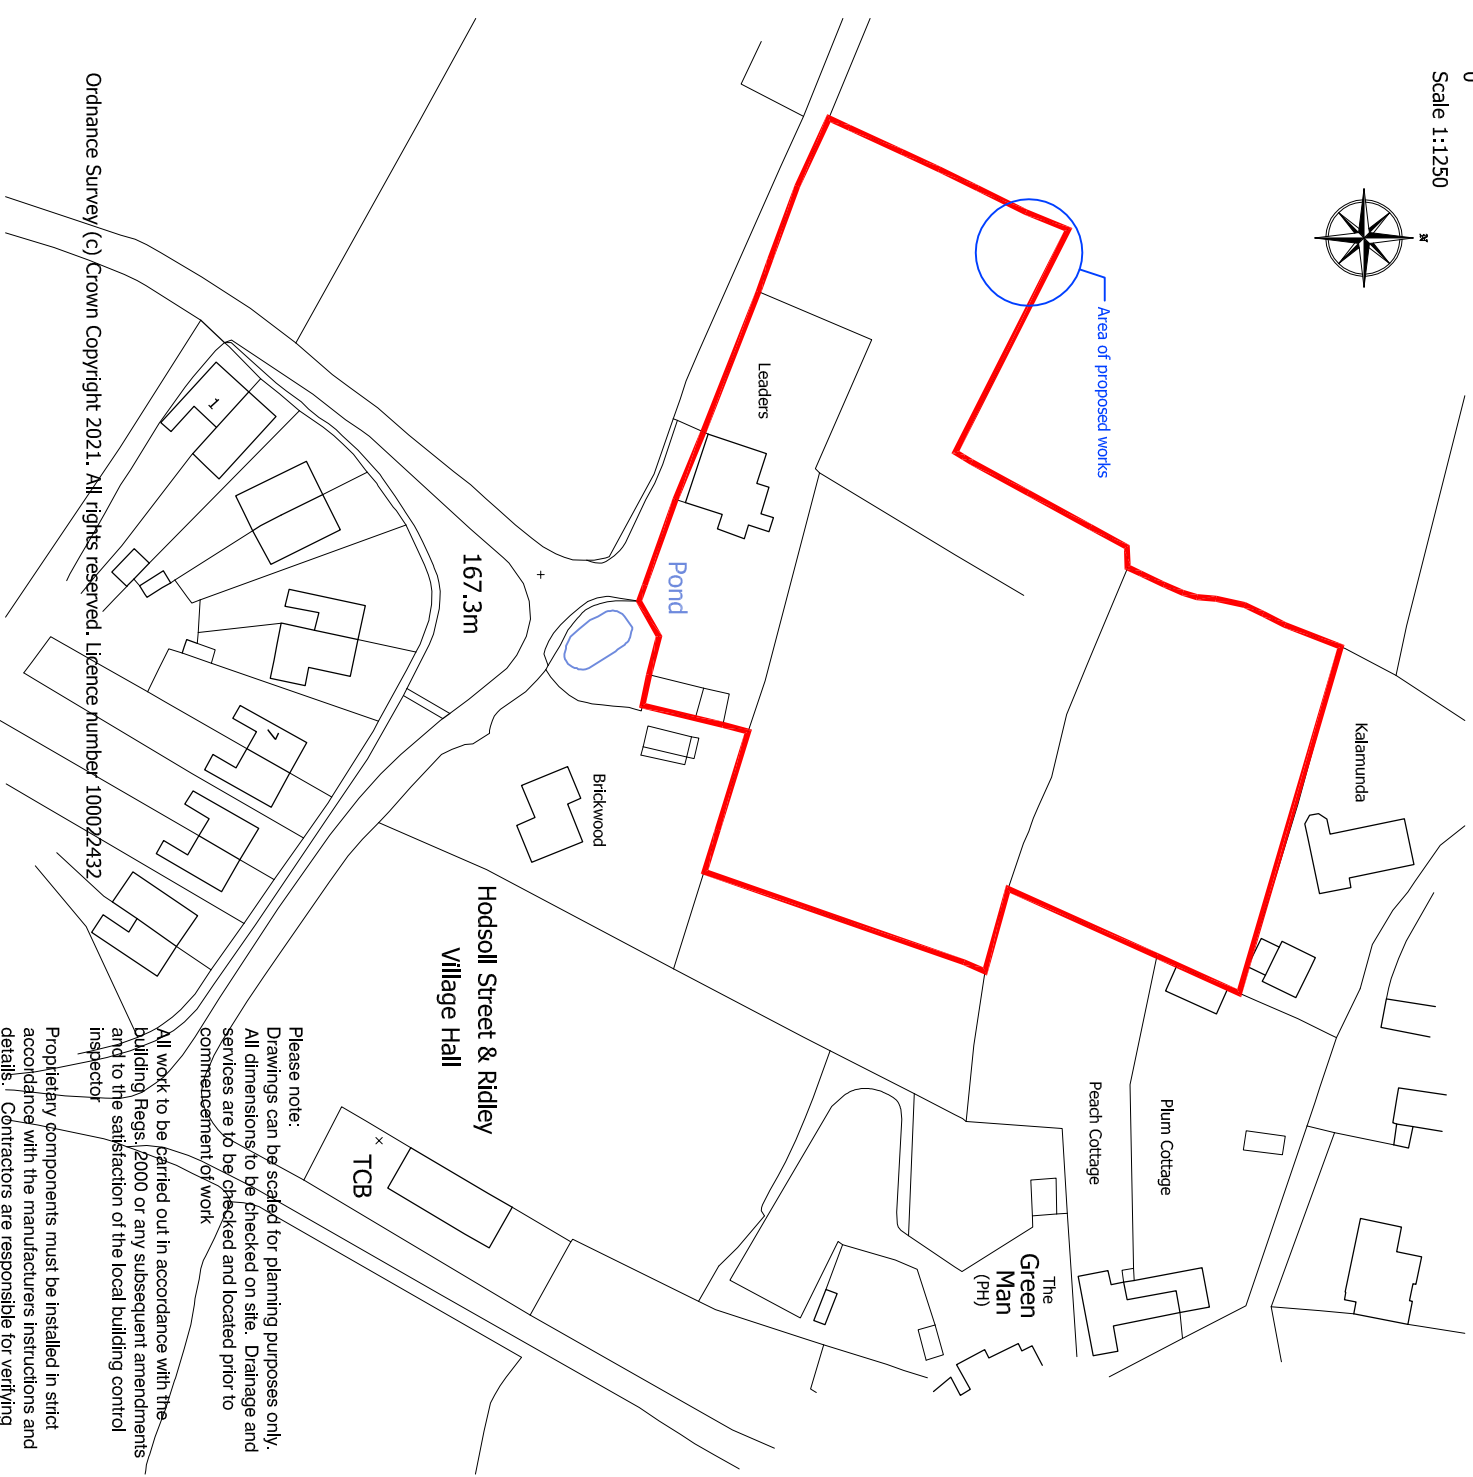 0
Scale 1:1250
N
Area of proposed works
Leaders
Pond
167.3m
Kalamunda
Brickwood
Hodsoll Street & Ridley
Village Hall
TCB
Peach Cottage
Plum Cottage
The
Green
Man
(PH)
1
7
Please note:
Drawings can be scaled for planning purposes only.
All dimensions to be checked on site. Drainage and
services are to be checked and located prior to
commencement of work
All work to be carried out in accordance with the
building Regs. 2000 or any subsequent amendments
and to the satisfaction of the local building control
inspector
Proprietary components must be installed in strict
accordance with the manufacturers instructions and
details. Contractors are responsible for verifying
Ordnance Survey (c) Crown Copyright 2021. All rights reserved. Licence number 100022432